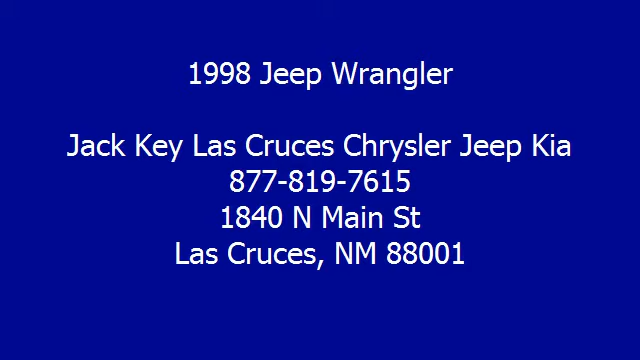 1998 Jeep Wrangler
Jack Key Las Cruces Chrysler Jeep Kia
877-819-7615
1840 N Main St
Las Cruces, NM 88001